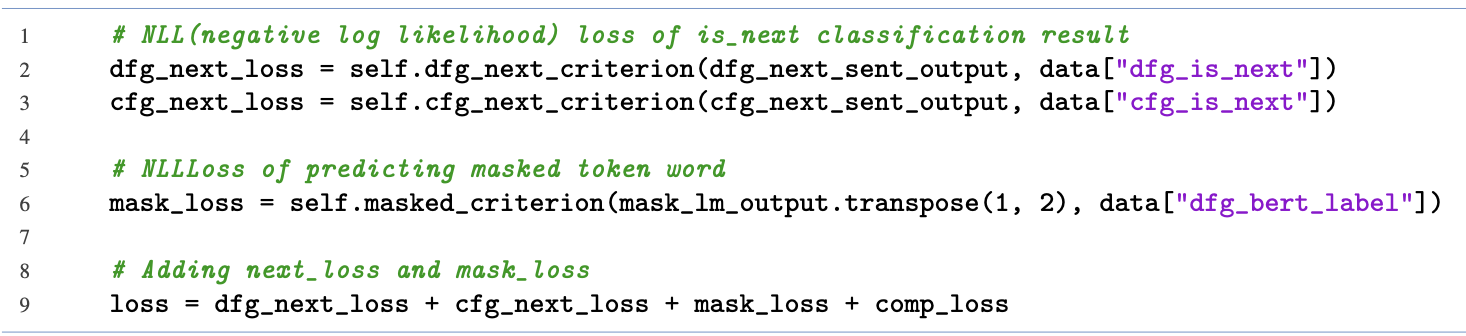 1 # NLL(negative log likelihood) loss of is_next classification result
2 dfg_next_loss = self.dfg_next_criterion(dfg_next_sent_output, data["dfg_is_next"])
3 cfg_next_loss = self.cfg_next_criterion(cfg_next_sent_output, data["cfg_is_next"])
4
5 # NLLLoss of predicting masked token word
6 mask_loss = self.masked_criterion(mask_lm_output.transpose(1, 2), data["dfg_bert_label"])
7
8 # Adding next_loss and mask_loss
9 loss = dfg_next_loss + cfg_next_loss + mask_loss + comp_loss